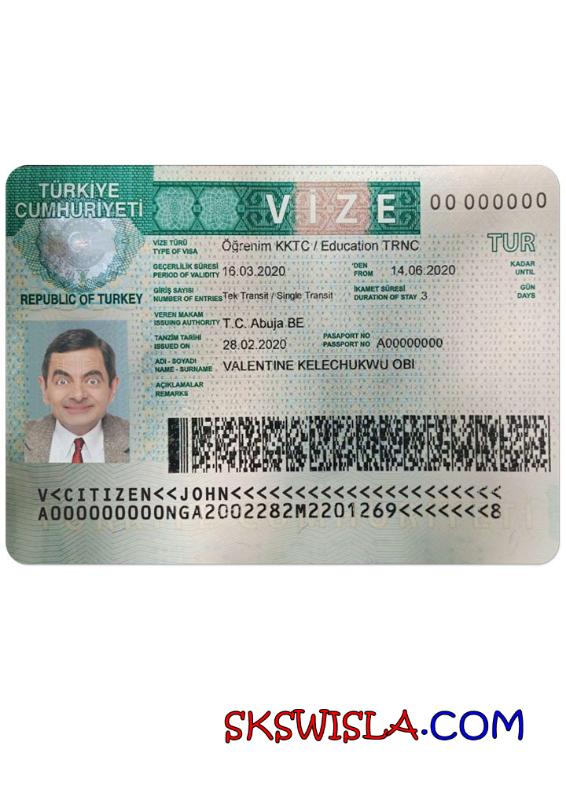 TÜRKİYE
CUMHURİYETİ
VİZE
00 000000
TUR
VİZE TÜRÜ
TYPE OF VISA
Öğrenim KKTC / Education TRNC
GEÇERLİLİK SÜRESİ
PERIOD OF VALIDITY
16.03.2020
'DEN
FROM
14.06.2020
KADAR
UNTIL
GİRİŞ SAYISI
NUMBER OF ENTRIES
Tek Transit / Single Transit
İKAMET SÜRESİ
DURATION OF STAY
3
GÜN
DAYS
REPUBLIC OF TURKEY
VEREN MAKAM
ISSUING AUTHORITY
T.C. Abuja BE
TANZİM TARİHİ
ISSUED ON
28.02.2020
PASAPORT NO
PASSPORT NO
A00000000
ADI - SOYADI
NAME - SURNAME
VALENTINE KELECHUKWU OBI
AÇIKLAMALAR
REMARKS
V<CITIZEN<<JOHN<<<<<<<<<<<<<<<<<<<<<
A000000000NGA2002282M2201269<<<<<<<8
SKSWISLA.COM